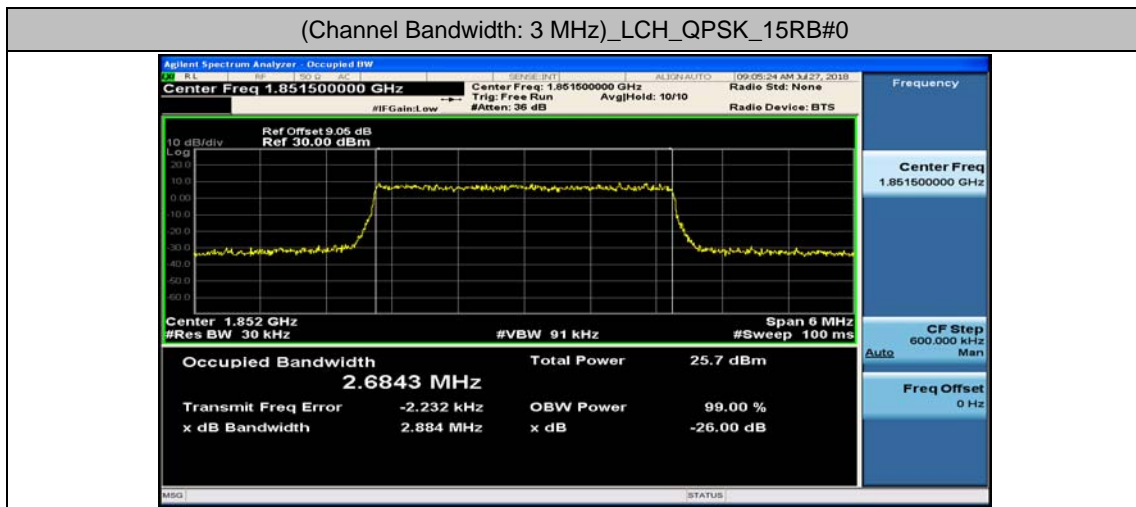 (Channel Bandwidth: 3 MHz)_LCH_QPSK_15RB#0
Agilent Spectrum Analyzer - Occupied BW
RL RF 50 Ω AC SENSE:INT ALIGN AUTO 09:05:24 AM Jul 27, 2018
Center Freq 1.851500000 GHz
Center Freq: 1.851500000 GHz
Radio Std: None
Trig: Free Run Avg|Hold: 10/10
#IFGain:Low
#Atten: 36 dB
Radio Device: BTS
Frequency
Ref Offset 9.05 dB
10 dB/div Ref 30.00 dBm
Log
20.0
10.0
0.00
-10.0
-20.0
-30.0
-40.0
-50.0
-60.0
Center Freq
1.851500000 GHz
Center 1.852 GHz Span 6 MHz
#Res BW 30 kHz #VBW 91 kHz #Sweep 100 ms
CF Step
600.000 kHz
Auto Man
Occupied Bandwidth Total Power 25.7 dBm
2.6843 MHz
Transmit Freq Error -2.232 kHz OBW Power 99.00 %
x dB Bandwidth 2.884 MHz x dB -26.00 dB
Freq Offset
0 Hz
MSG STATUS